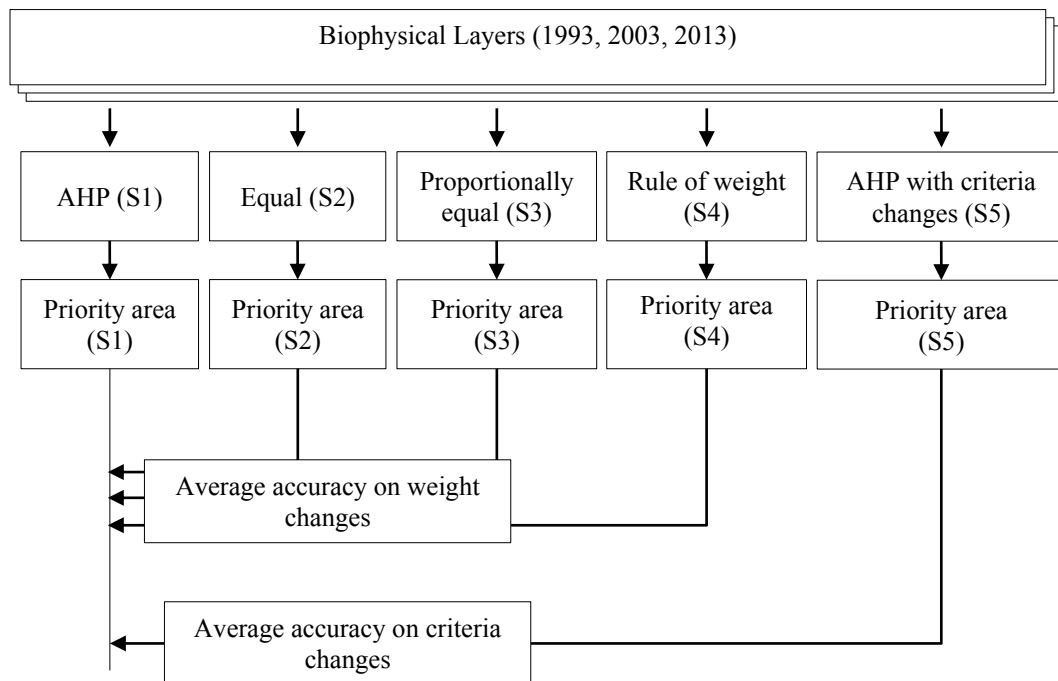 Biophysical Layers (1993, 2003, 2013)
AHP (S1)
Equal (S2)
Proportionally
equal (S3)
Rule of weight
(S4)
AHP with criteria
changes (S5)
Priority area
(S1)
Priority area
(S2)
Priority area
(S3)
Priority area
(S4)
Priority area
(S5)
Average accuracy on weight
changes
Average accuracy on criteria
changes